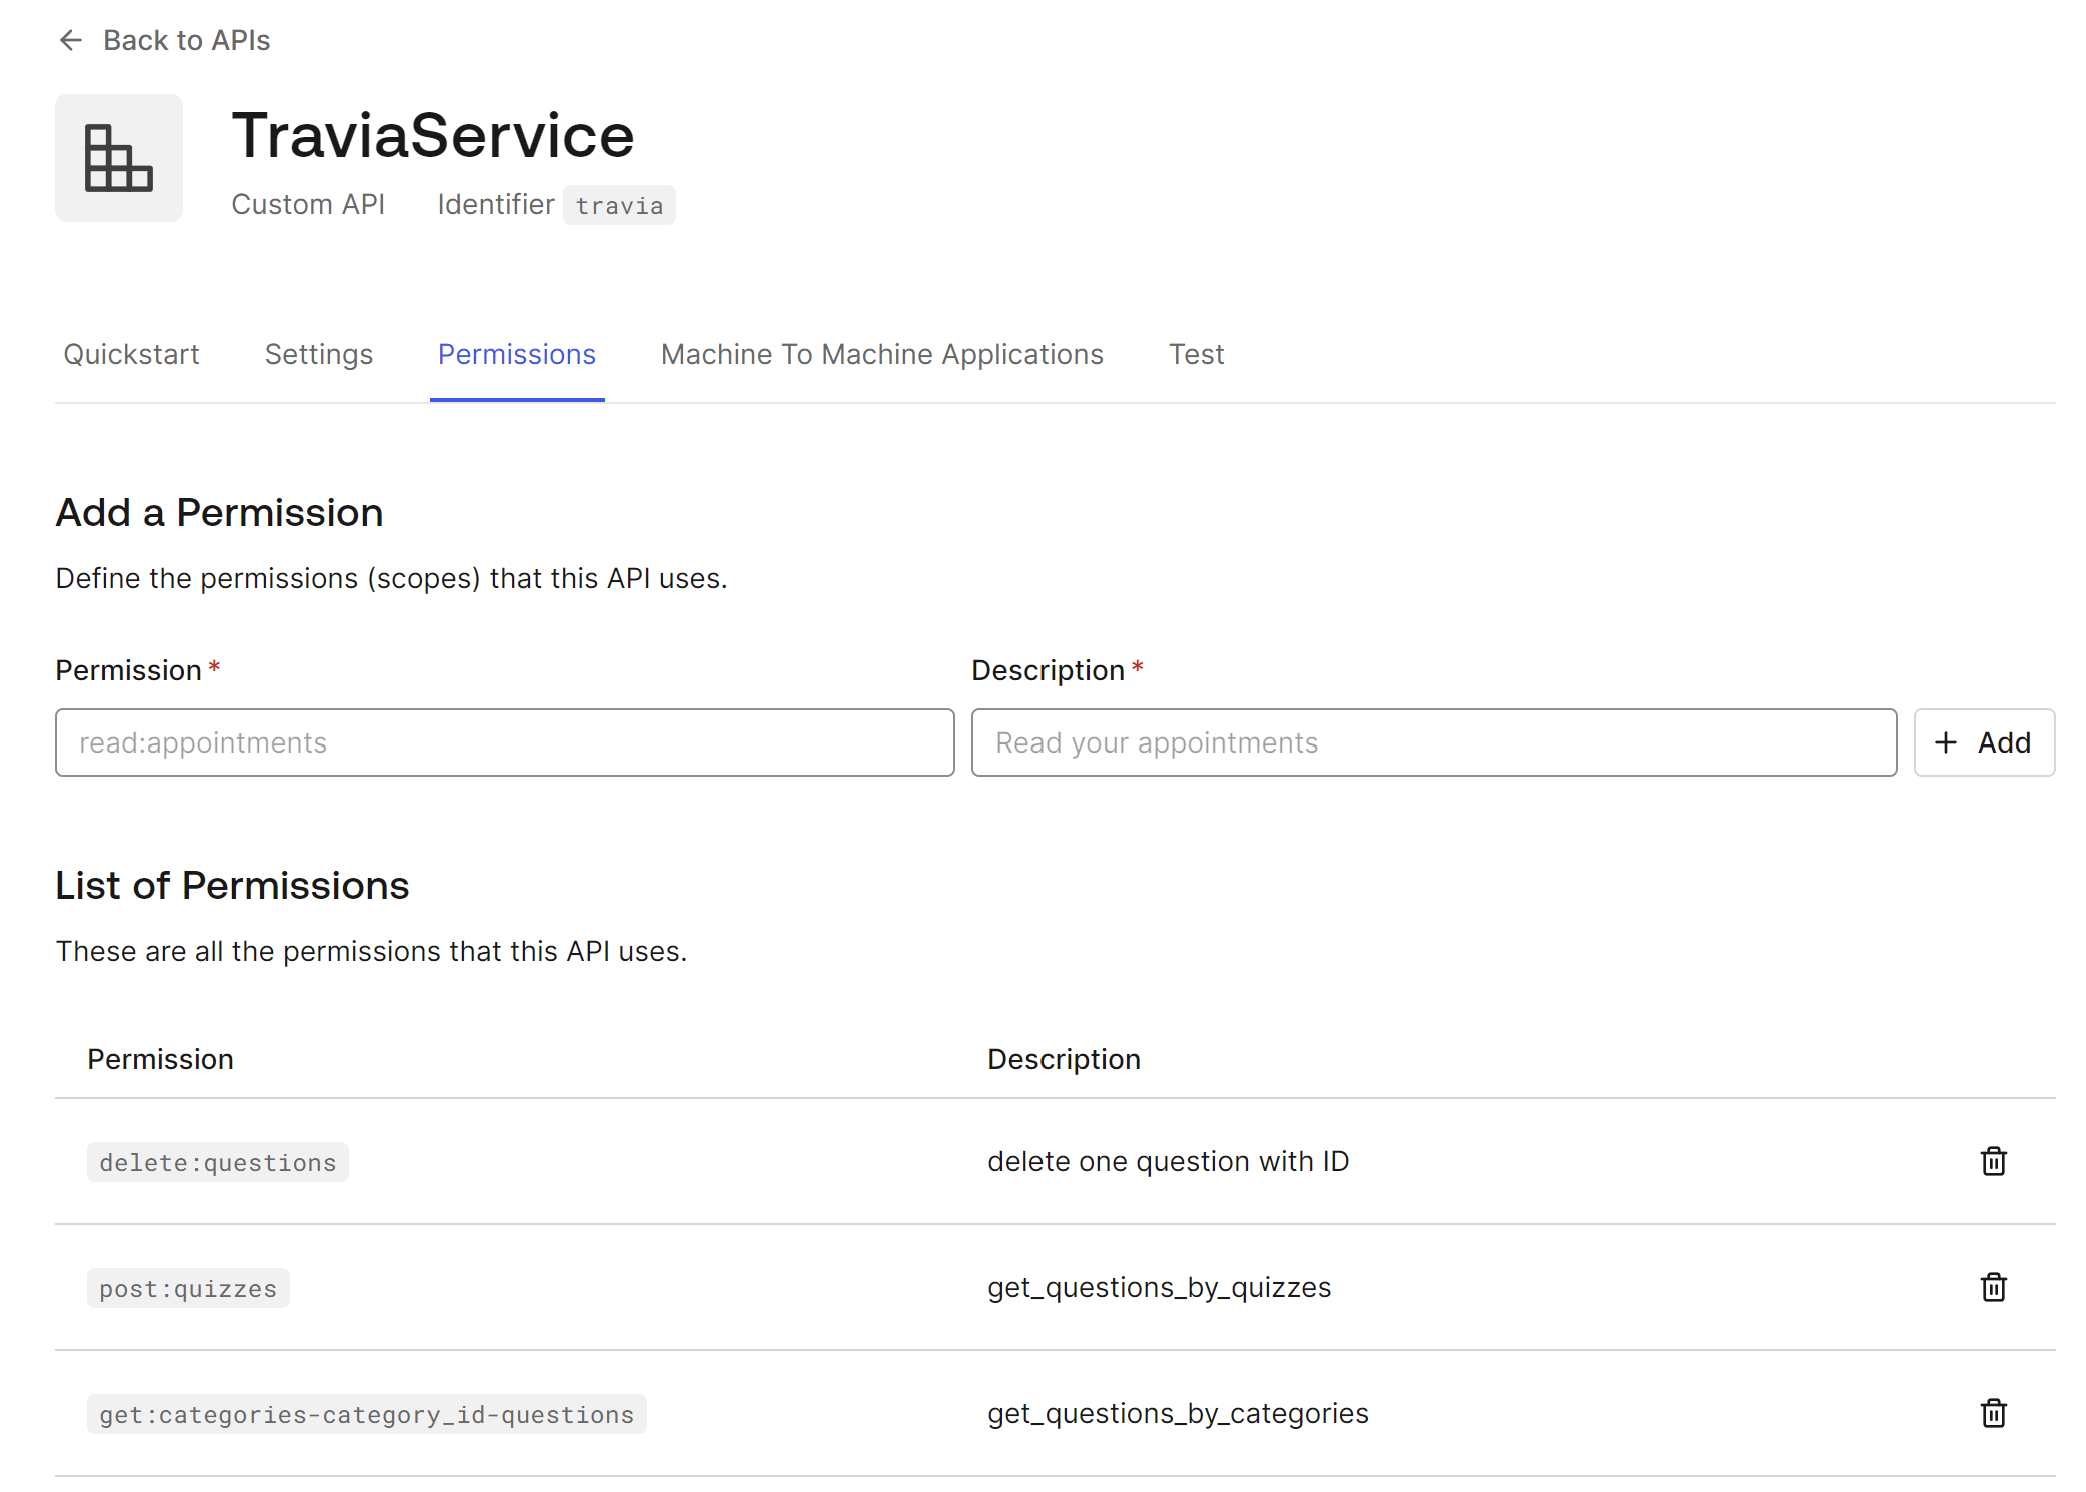 Back to APIs
TraviaService
Custom API Identifier travia
Quickstart Settings Permissions Machine To Machine Applications Test
Add a Permission
Define the permissions (scopes) that this API uses.
Permission * Description *
read:appointments Read your appointments + Add
List of Permissions
These are all the permissions that this API uses.
Permission Description
delete:questions delete one question with ID
post:quizzes get_questions_by_quizzes
get:categories-category_id-questions get_questions_by_categories